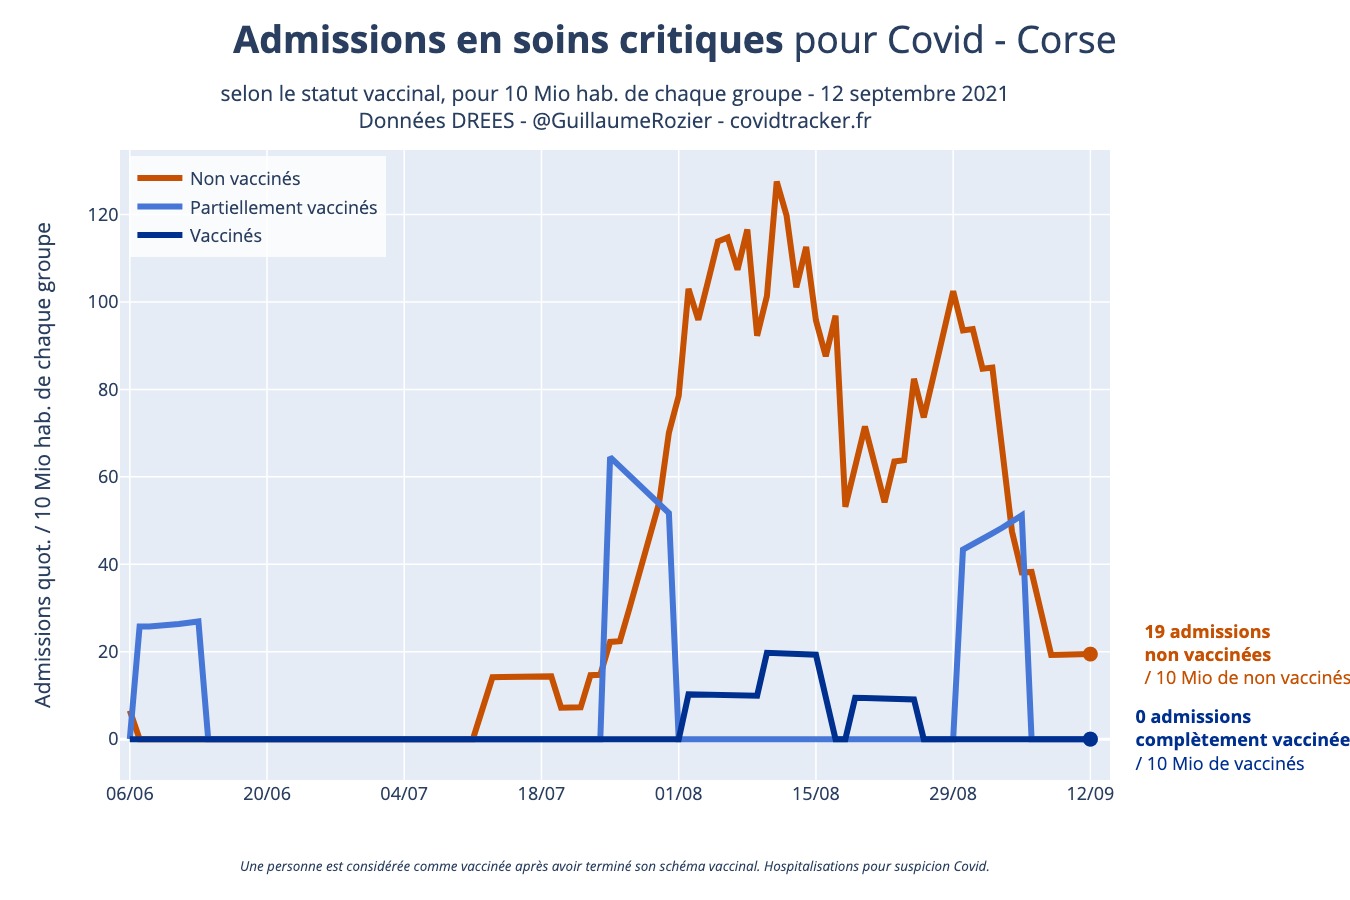 Admissions en soins critiques pour Covid - Corse
selon le statut vaccinal, pour 10 Mio hab. de chaque groupe - 12 septembre 2021
Données DREES - @GuillaumeRozier - covidtracker.fr
Non vaccinés
Partiellement vaccinés
Vaccinés
Admissions quot. / 10 Mio hab. de chaque groupe
120
100
80
60
40
20
0
06/06
20/06
04/07
18/07
01/08
15/08
29/08
12/09
19 admissions
non vaccinées
/ 10 Mio de non vaccinés
0 admissions
complètement vaccinée
/ 10 Mio de vaccinés
Une personne est considérée comme vaccinée après avoir terminé son schéma vaccinal. Hospitalisations pour suspicion Covid.